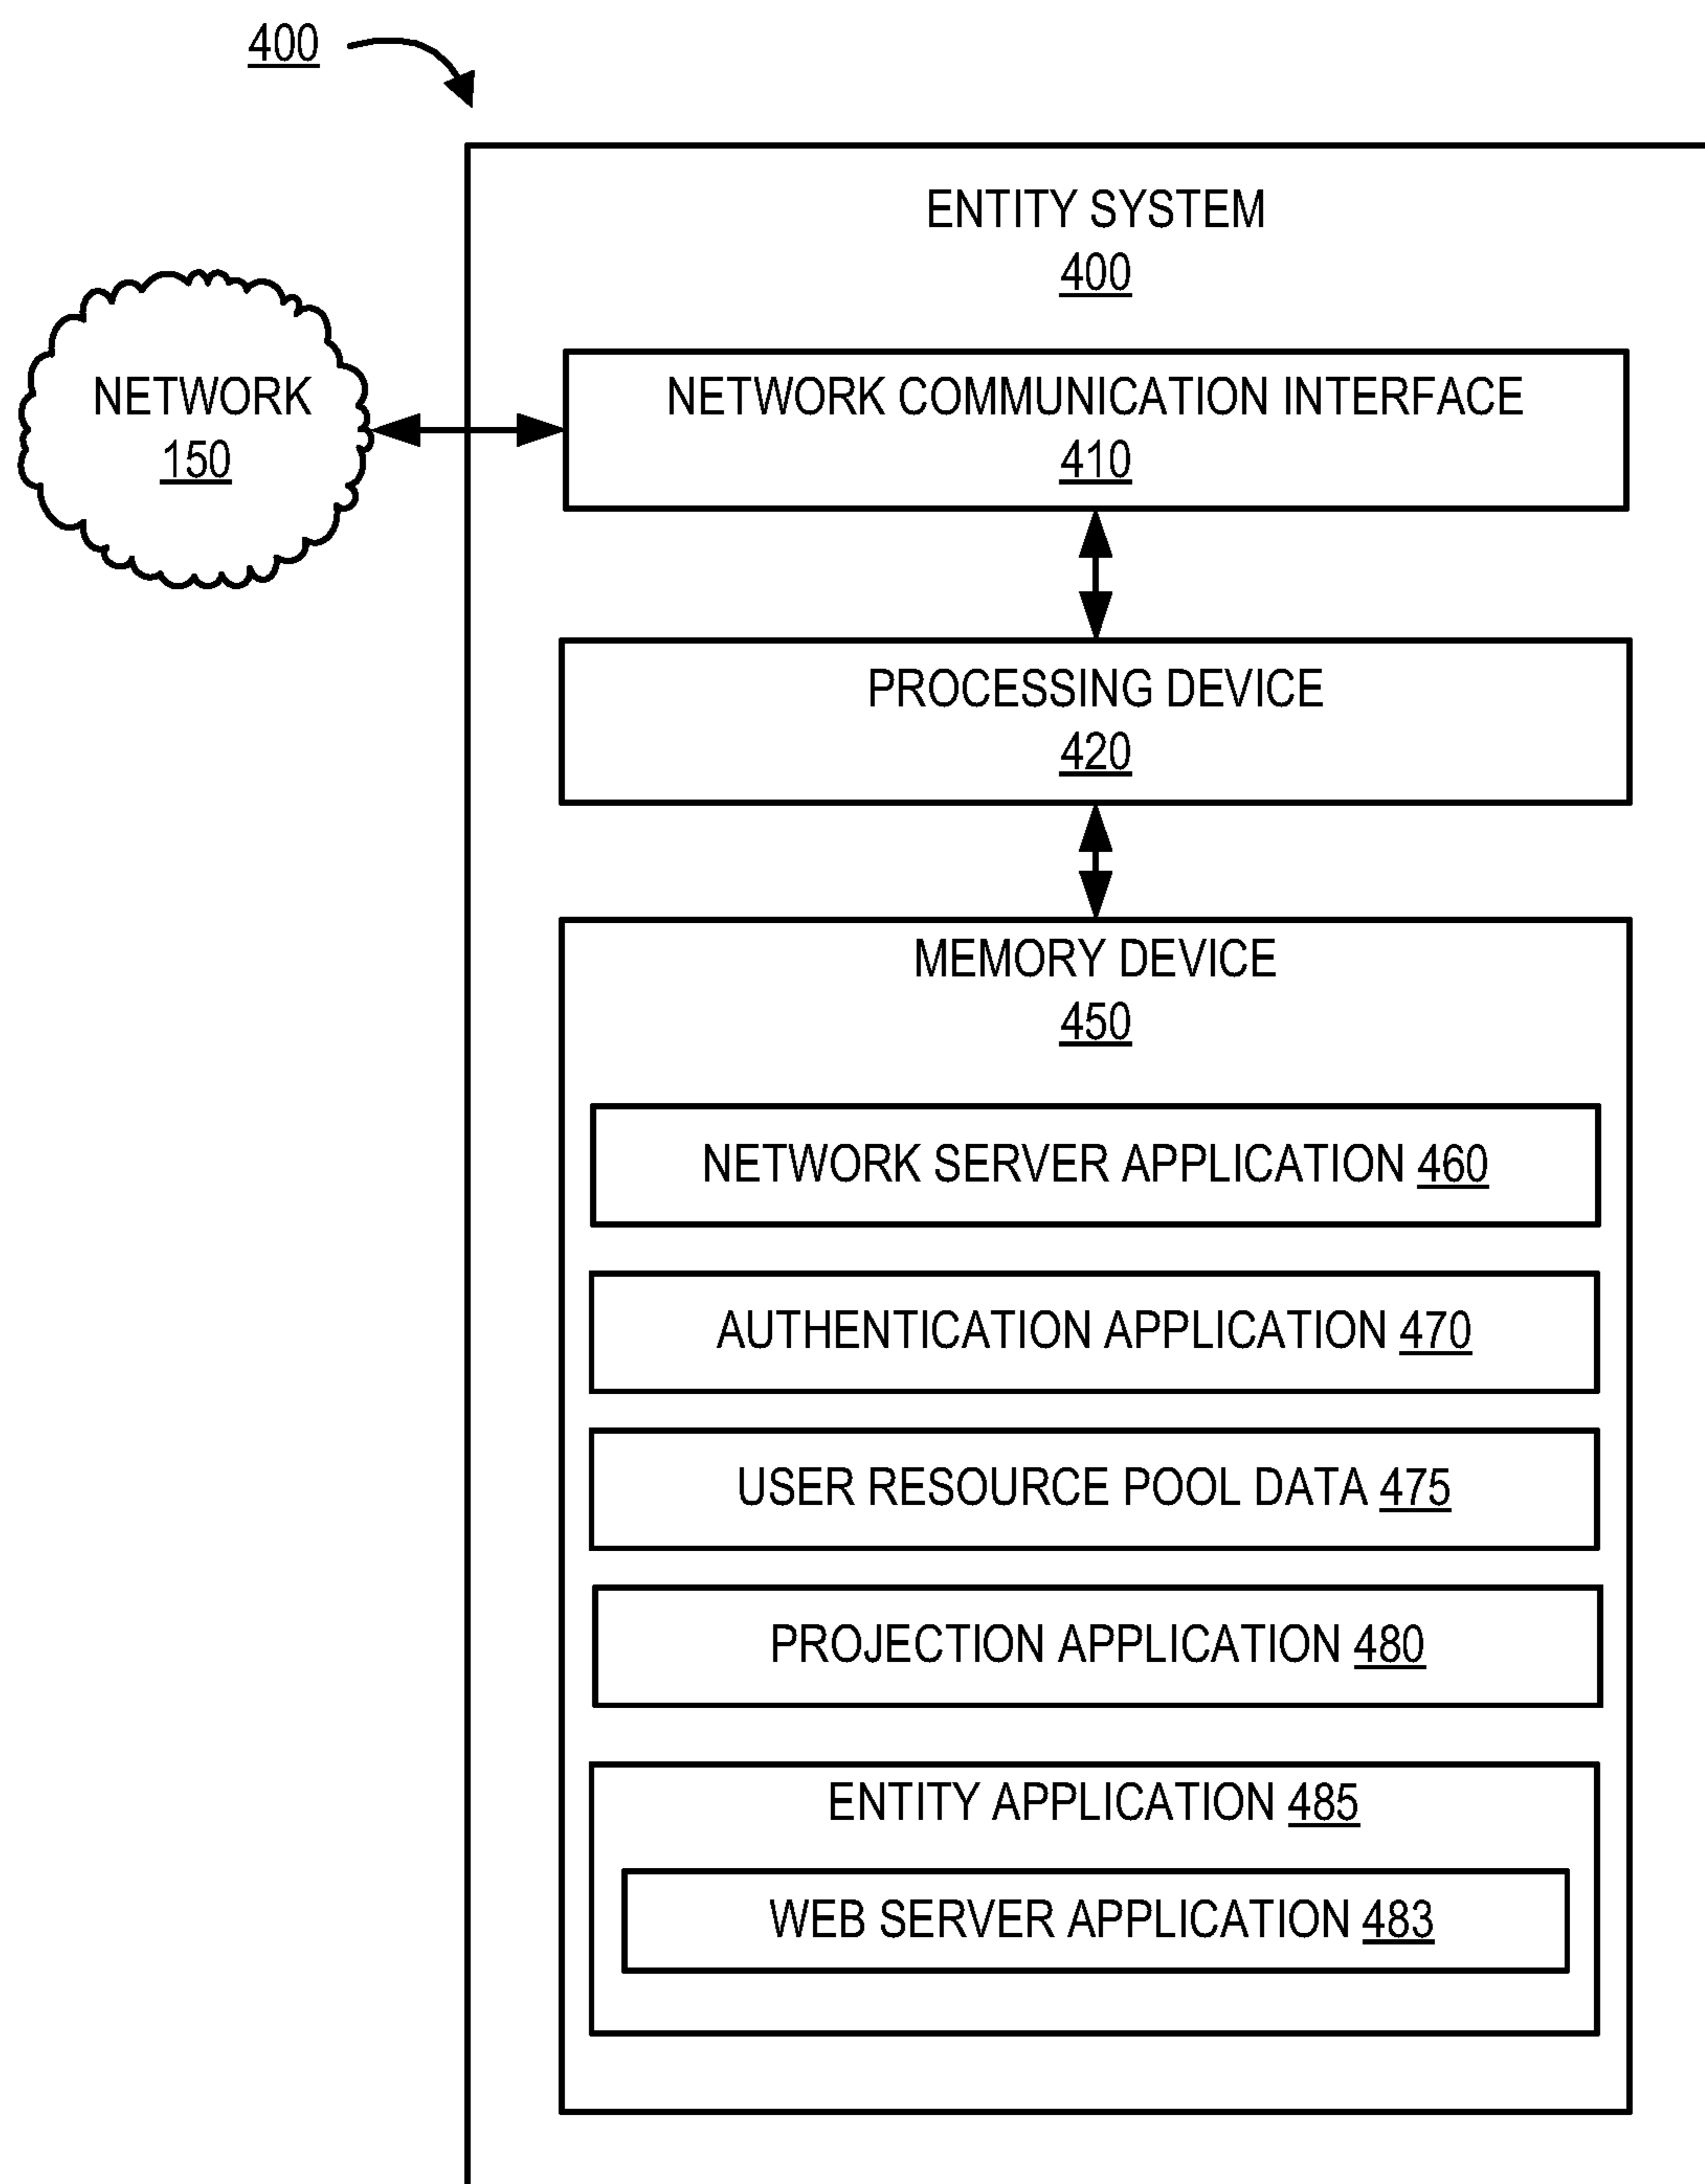 400
ENTITY SYSTEM
400
NETWORK
150
NETWORK COMMUNICATION INTERFACE
410
PROCESSING DEVICE
420
MEMORY DEVICE
450
NETWORK SERVER APPLICATION 460
AUTHENTICATION APPLICATION 470
USER RESOURCE POOL DATA 475
PROJECTION APPLICATION 480
ENTITY APPLICATION 485
WEB SERVER APPLICATION 483